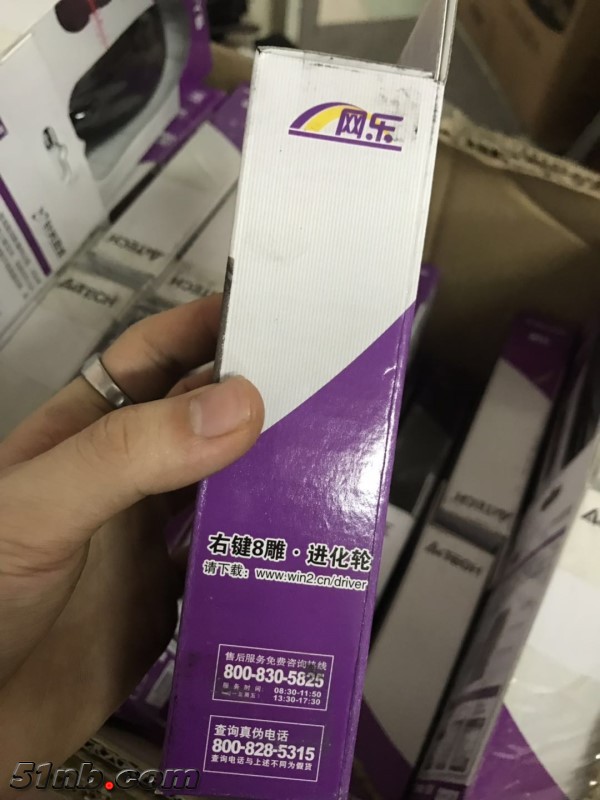 网乐
右键8雕·进化轮
请下载：www.win2.cn/driver
售后服务免费咨询热线
800-830-5825
服务时间： 08:30-11:50
13:30-17:30
查询真伪电话
800-828-5315
查询电话与上述不同为假货
A4TECH
A4TECH
A4TECH
A4TECH
51nb.com